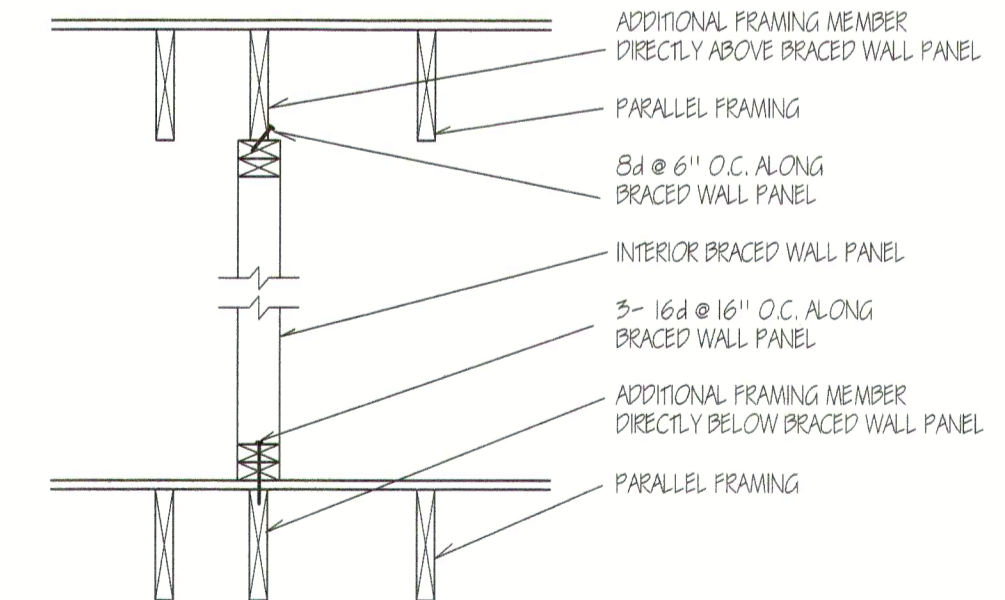 ADDITIONAL FRAMING MEMBER
DIRECTLY ABOVE BRACED WALL PANEL
PARALLEL FRAMING
8d @ 6" O.C. ALONG
BRACED WALL PANEL
INTERIOR BRACED WALL PANEL
3- 16d @ 16" O.C. ALONG
BRACED WALL PANEL
ADDITIONAL FRAMING MEMBER
DIRECTLY BELOW BRACED WALL PANEL
PARALLEL FRAMING